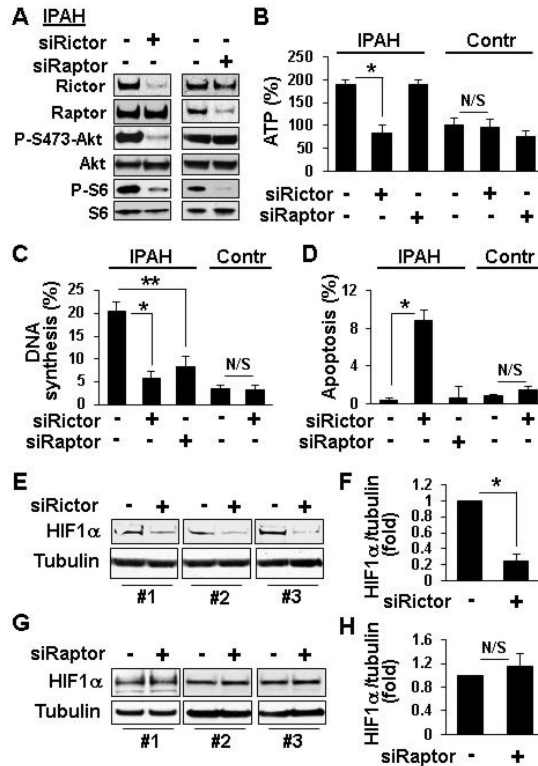 A IPAH
siRictor - + - -
siRaptor - - - +
Rictor
Raptor
P-S473-Akt
Akt
P-S6
S6
B
IPAH Contr
ATP (%)
250
200
150
100
50
0
* N/S
siRictor - + - - + -
siRaptor - - + - - +
C
IPAH Contr
DNA synthesis (%)
25
20
15
10
5
0
**
*
N/S
siRictor - + - - +
siRaptor - - + - -
D
IPAH Contr
Apoptosis (%)
12
8
4
0
*
N/S
siRictor - + - - +
siRaptor - - + - -
E
siRictor - + - + - +
HIF1α
Tubulin
#1 #2 #3
F
HIF1α/tubulin (fold)
1.2
1
0.8
0.6
0.4
0.2
0
*
siRictor - +
G
siRaptor - + - + - +
HIF1α
Tubulin
#1 #2 #3
H
HIF1α/tubulin (fold)
1.6
1.2
0.8
0.4
0
N/S
siRaptor - +